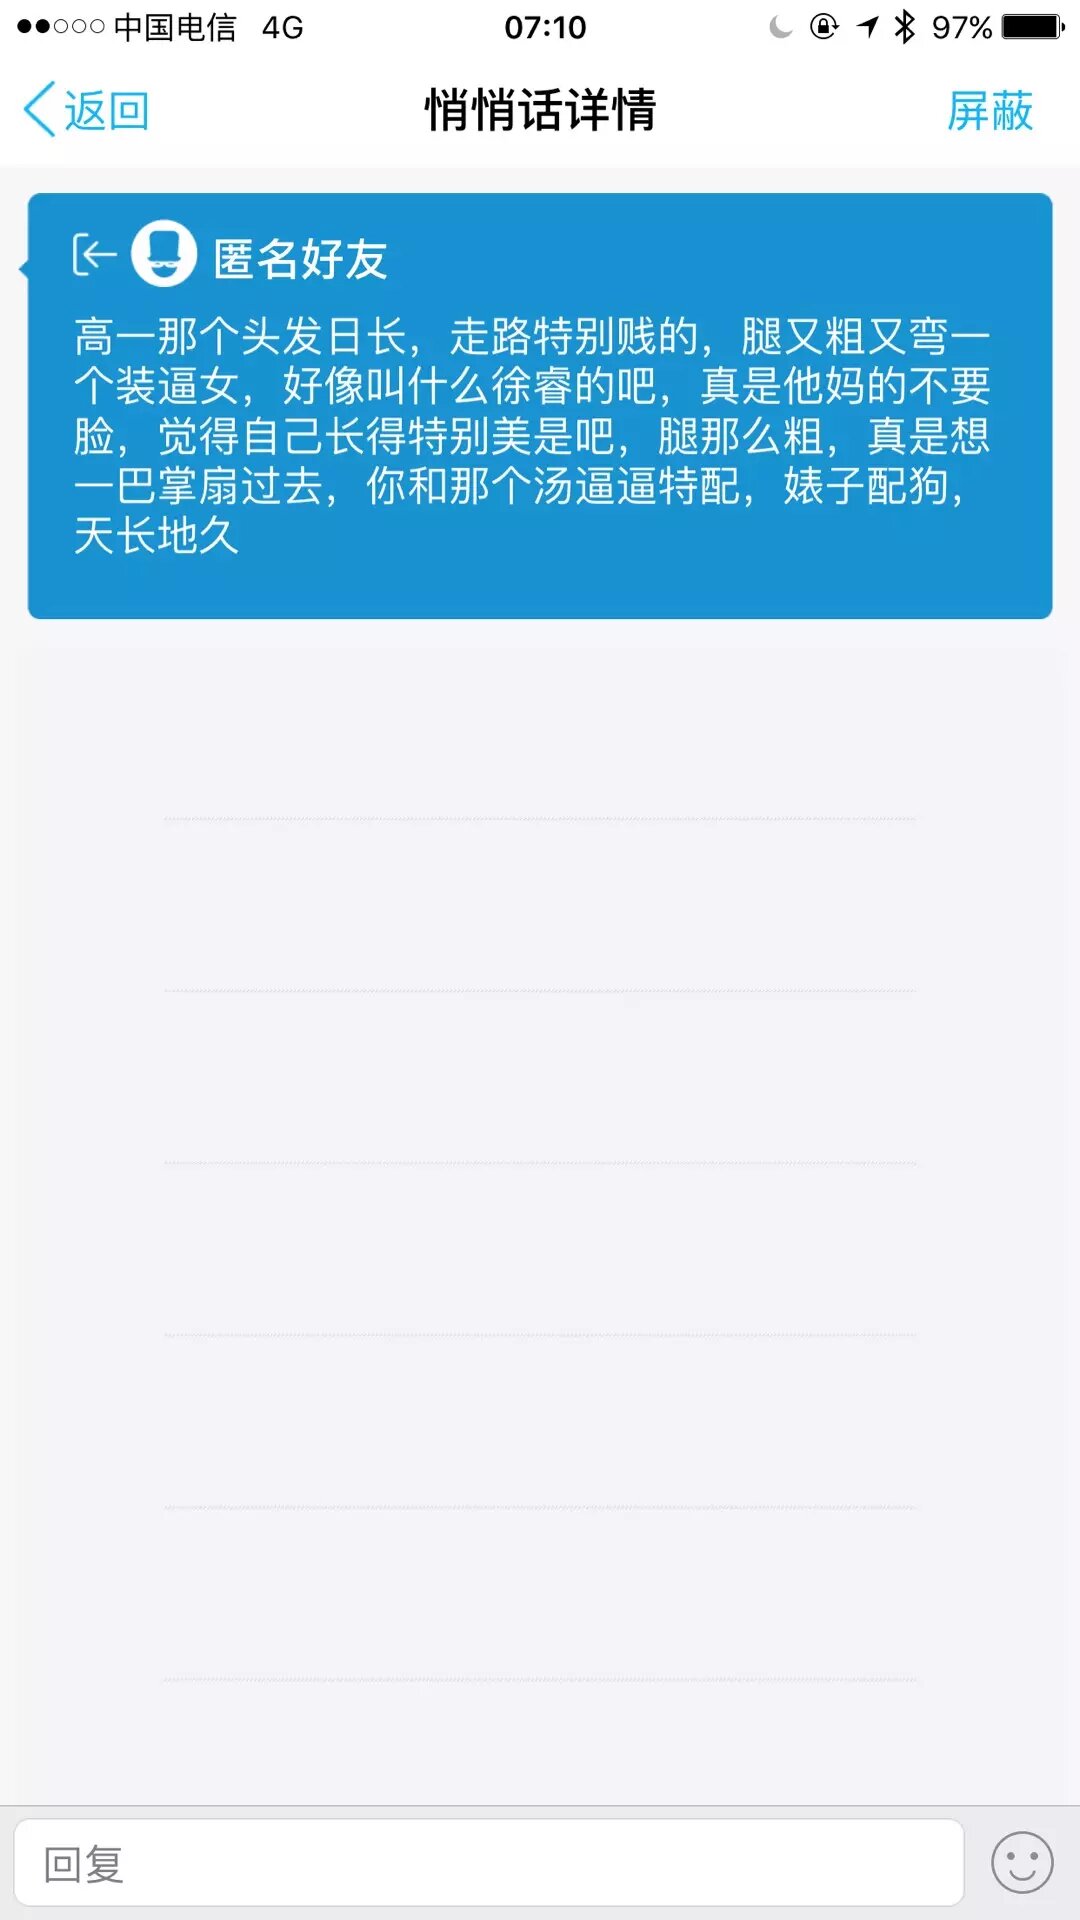 中国电信 4G 07:10 97%
返回 悄悄话详情 屏蔽
匿名好友
高一那个头发日长，走路特别贱的，腿又粗又弯一
个装逼女，好像叫什么徐睿的吧，真是他妈的不要
脸，觉得自己长得特别美是吧，腿那么粗，真是想
一巴掌扇过去，你和那个汤逼逼特配，婊子配狗，
天长地久
回复